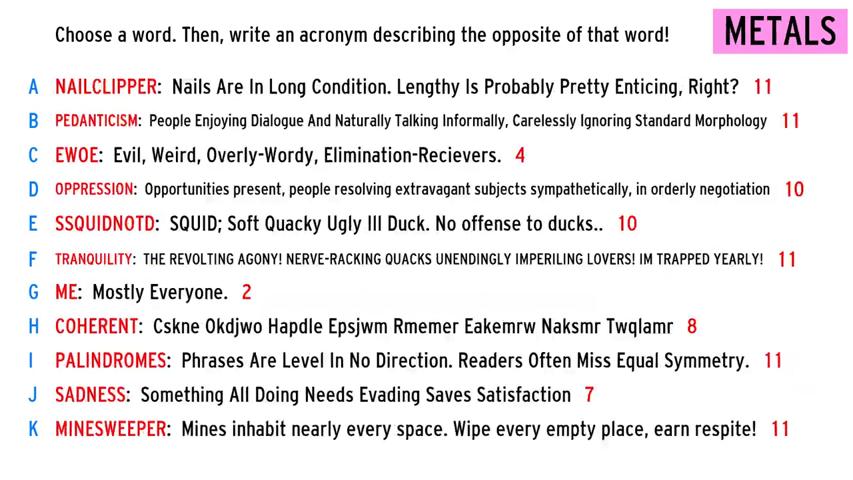 Choose a word. Then, write an acronym describing the opposite of that word!
METALS
A NAILCLIPPER: Nails Are In Long Condition. Lengthy Is Probably Pretty Enticing, Right? 11
B PEDANTICISM: People Enjoying Dialogue And Naturally Talking Informally, Carelessly Ignoring Standard Morphology 11
C EWOE: Evil, Weird, Overly-Wordy, Elimination-Recievers. 4
D OPPRESSION: Opportunities present, people resolving extravagant subjects sympathetically, in orderly negotiation 10
E SSQUIDNOTD: SQUID; Soft Quacky Ugly Ill Duck. No offense to ducks.. 10
F TRANQUILITY: THE REVOLTING AGONY! NERVE-RACKING QUACKS UNENDINGLY IMPERILING LOVERS! IM TRAPPED YEARLY! 11
G ME: Mostly Everyone. 2
H COHERENT: Cskne Okdjwo Hapdle Epsjwm Rmemer Eakemrw Naksmr Twqlamr 8
I PALINDROMES: Phrases Are Level In No Direction. Readers Often Miss Equal Symmetry. 11
J SADNESS: Something All Doing Needs Evading Saves Satisfaction 7
K MINESWEEPER: Mines inhabit nearly every space. Wipe every empty place, earn respite! 11